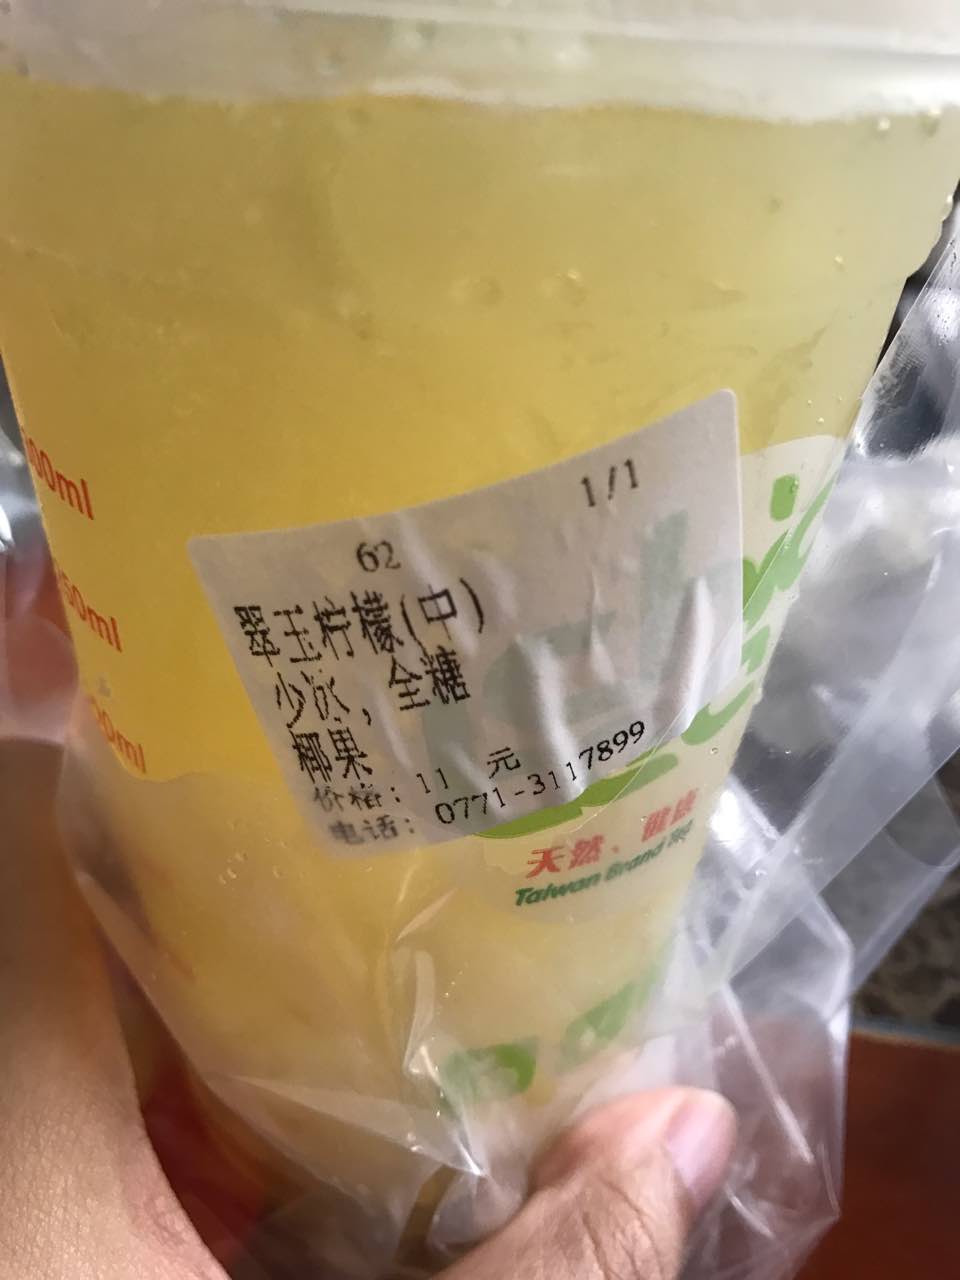 1/1
62
翠玉柠檬(中)
少冰, 全糖
椰果
价格: 11 元
电话: 0771-3117899
天然、健康
Taiwan Brand Tea